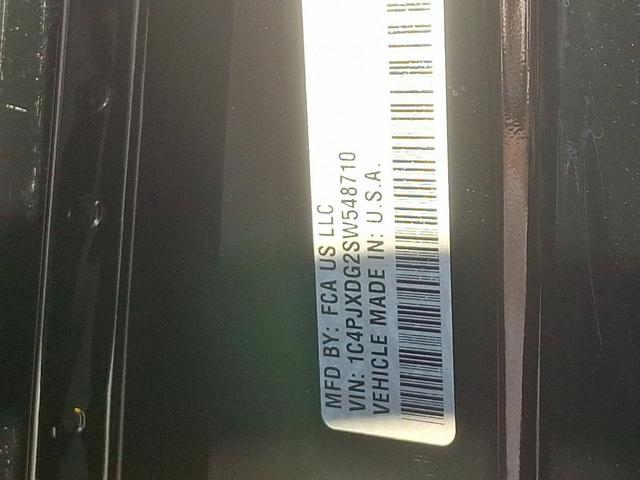 MFD BY: FCA US LLC
VIN: 1C4PJXDG2SW548710
VEHICLE MADE IN: U.S.A.